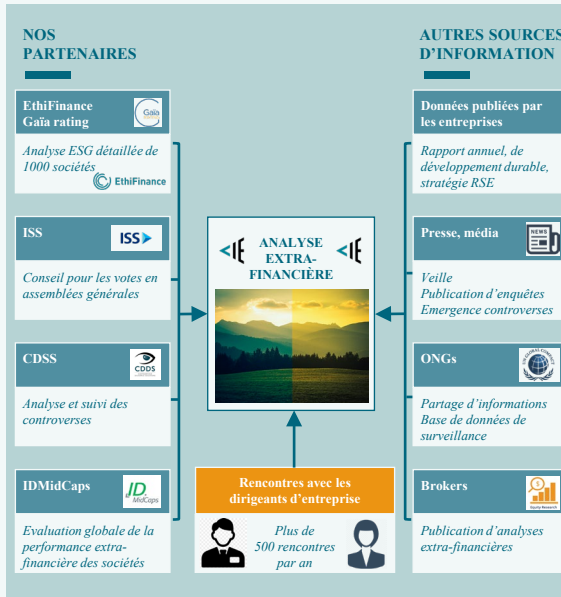 NOS
PARTENAIRES
EthiFinance
Gaïa rating
Gaïa
Analyse ESG détaillée de
1000 sociétés
EthiFinance
ISS
ISS
Conseil pour les votes en
assemblées générales
CDSS
CDDS
Analyse et suivi des
controverses
IDMidCaps
ID
MidCaps
Evaluation globale de la
performance extra-
financière des sociétés
ANALYSE
EXTRA-
FINANCIÈRE
Rencontres avec les
dirigeants d'entreprise
Plus de
500 rencontres
par an
AUTRES SOURCES
D'INFORMATION
Données publiées par
les entreprises
Rapport annuel, de
développement durable,
stratégie RSE
Presse, média
NEWS
Veille
Publication d'enquêtes
Emergence controverses
ONGs
Partage d'informations
Base de données de
surveillance
Brokers
Equity Research
Publication d'analyses
extra-financières